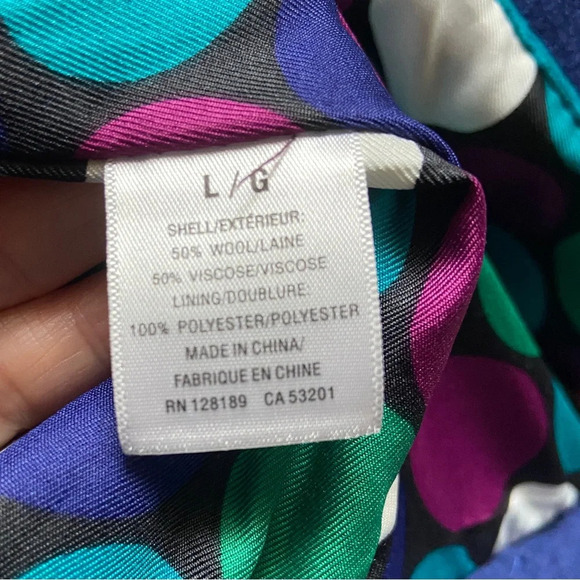 L/G
SHELL/EXTÉRIEUR:
50% WOOL/LAINE
50% VISCOSE/VISCOSE
LINING/DOUBLURE:
100% POLYESTER/POLYESTER
MADE IN CHINA/
FABRIQUE EN CHINE
RN 128189 CA 53201